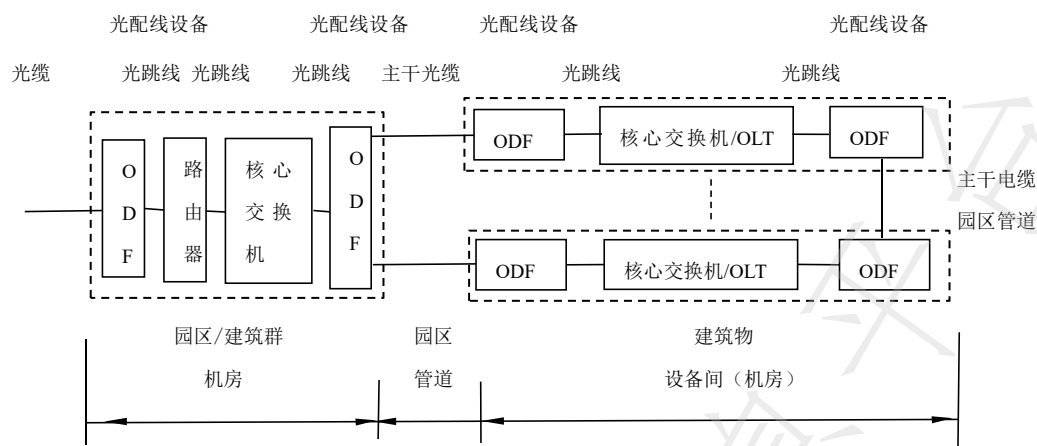 光配线设备 光配线设备 光配线设备 光配线设备
光缆 光跳线 光跳线 光跳线 主干光缆 光跳线 光跳线
ODF 路由器 核心交换机 ODF
ODF 核心交换机/OLT ODF
主干电缆
园区管道
ODF 核心交换机/OLT ODF
园区/建筑群 园区 建筑物
机房 管道 设备间（机房）